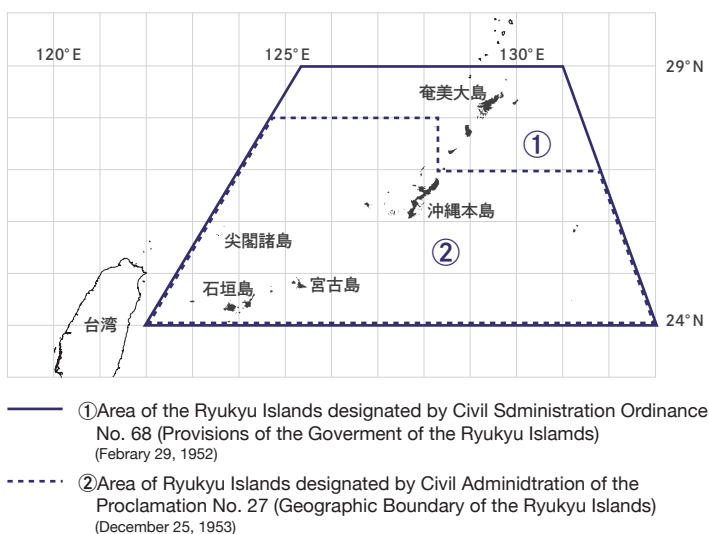 120°E 125°E 130°E
29°N
奄美大島
①
沖縄本島
尖閣諸島
②
石垣島 宮古島
台湾
24°N
①Area of the Ryukyu Islands designated by Civil Sdministration Ordinance
No. 68 (Provisions of the Goverment of the Ryukyu Islamds)
(Febrary 29, 1952)
②Area of Ryukyu Islands designated by Civil Adminidtration of the
Proclamation No. 27 (Geographic Boundary of the Ryukyu Islands)
(December 25, 1953)